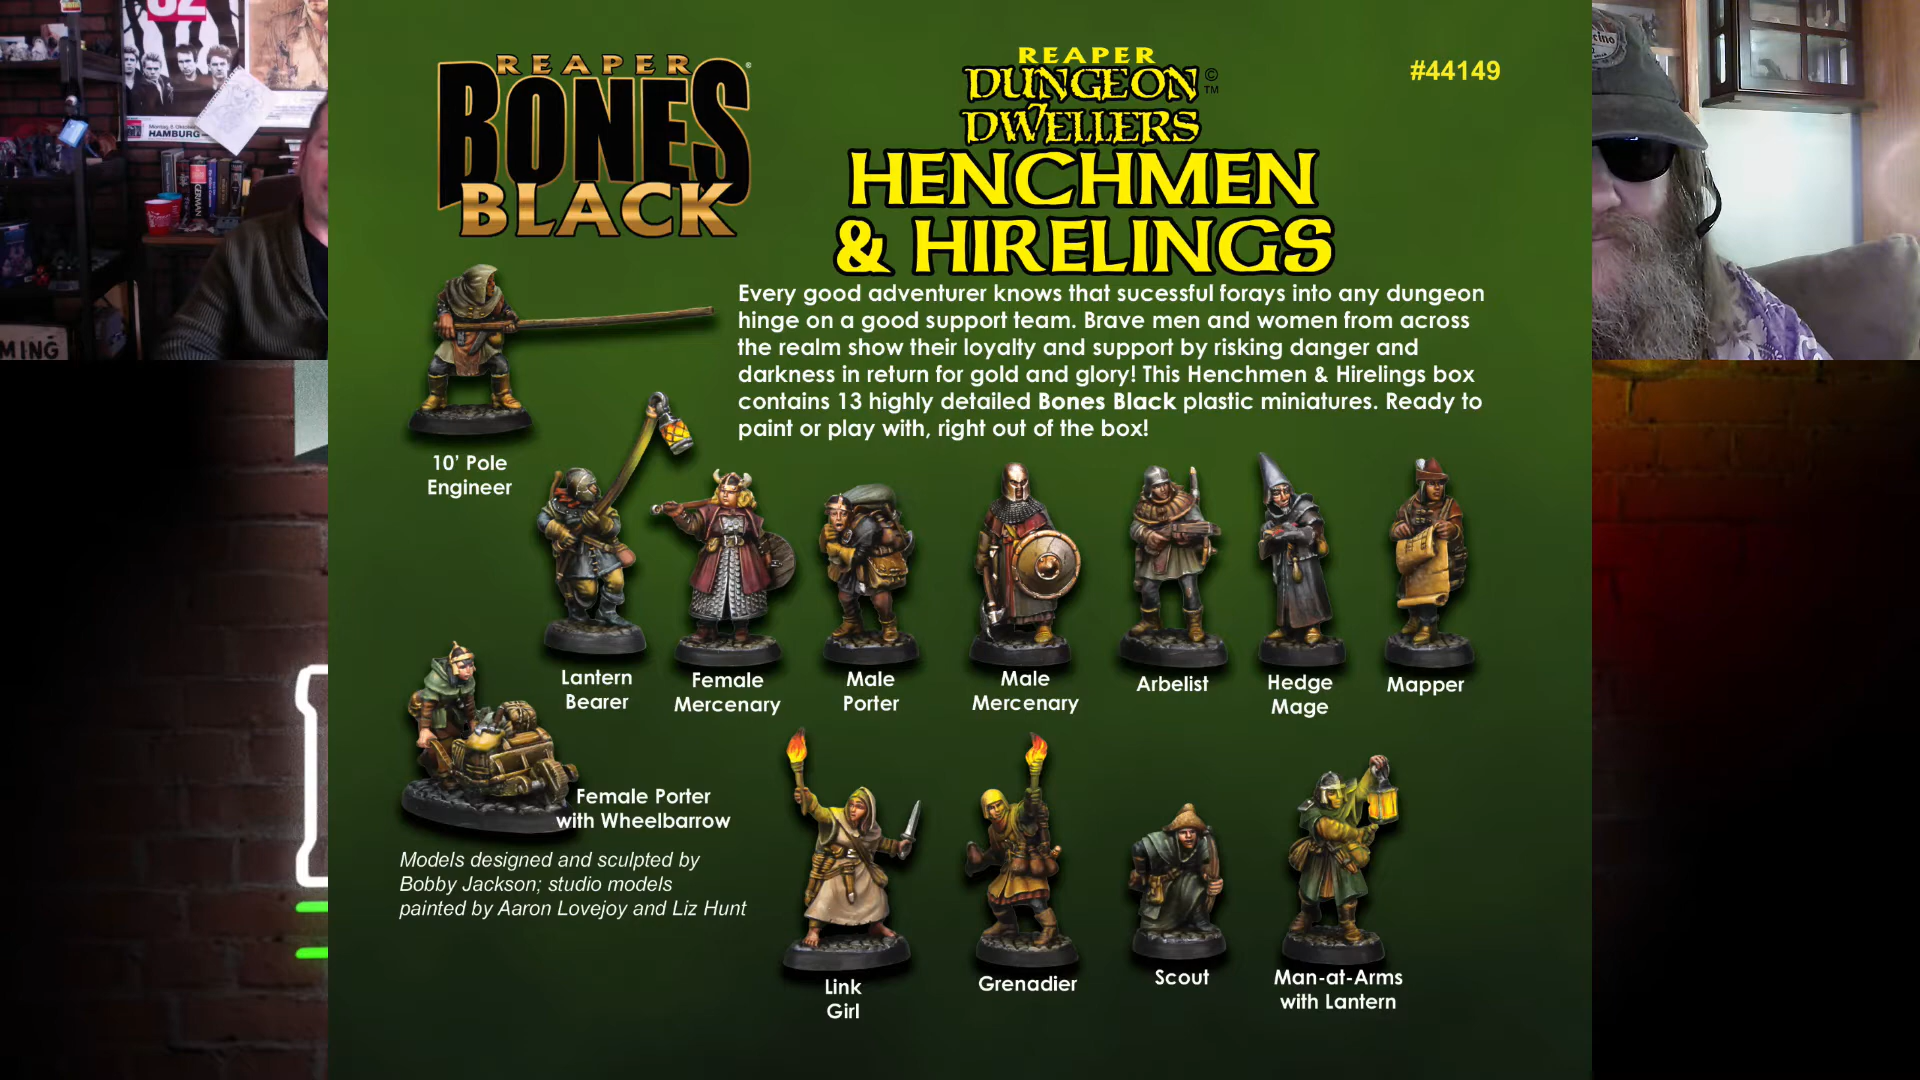 HAMBURG
GERMAN
MING
REAPER
BONES
BLACK
®
REAPER
DUNGEON
DWELLERS
© TM
HENCHMEN
& HIRELINGS
#44149
Every good adventurer knows that sucessful forays into any dungeon
hinge on a good support team. Brave men and women from across
the realm show their loyalty and support by risking danger and
darkness in return for gold and glory! This Henchmen & Hirelings box
contains 13 highly detailed Bones Black plastic miniatures. Ready to
paint or play with, right out of the box!
10' Pole
Engineer
Lantern
Bearer
Female
Mercenary
Male
Porter
Male
Mercenary
Arbelist
Hedge
Mage
Mapper
Female Porter
with Wheelbarrow
Models designed and sculpted by
Bobby Jackson; studio models
painted by Aaron Lovejoy and Liz Hunt
Link
Girl
Grenadier
Scout
Man-at-Arms
with Lantern